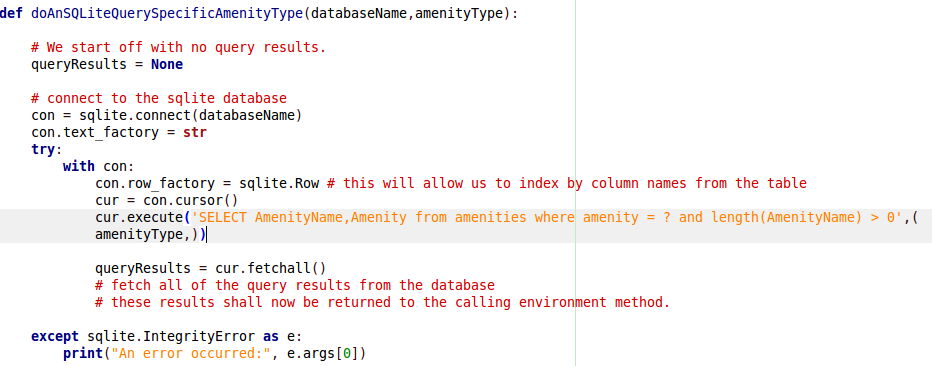 def doAnSQLiteQuerySpecificAmenityType(databaseName,amenityType):
# We start off with no query results.
queryResults = None
# connect to the sqlite database
con = sqlite.connect(databaseName)
con.text_factory = str
try:
with con:
con.row_factory = sqlite.Row # this will allow us to index by column names from the table
cur = con.cursor()
cur.execute('SELECT AmenityName,Amenity from amenities where amenity = ? and length(AmenityName) > 0',(
amenityType,))
queryResults = cur.fetchall()
# fetch all of the query results from the database
# these results shall now be returned to the calling environment method.
except sqlite.IntegrityError as e:
print("An error occurred:", e.args[0])